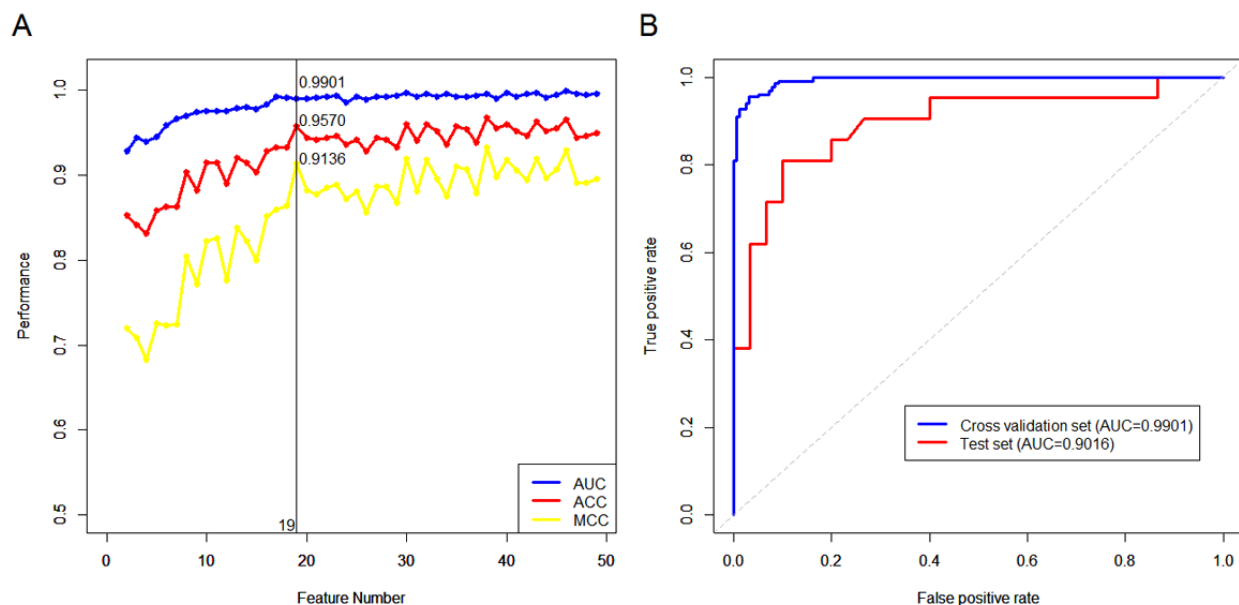 A
B
1.0
0.9
0.8
0.7
0.6
0.5
Performance
0.9901
0.9570
0.9136
19
AUC
ACC
MCC
0
10
20
30
40
50
Feature Number
1.0
0.8
0.6
0.4
0.2
0.0
True positive rate
Cross validation set (AUC=0.9901)
Test set (AUC=0.9016)
0.0
0.2
0.4
0.6
0.8
1.0
False positive rate